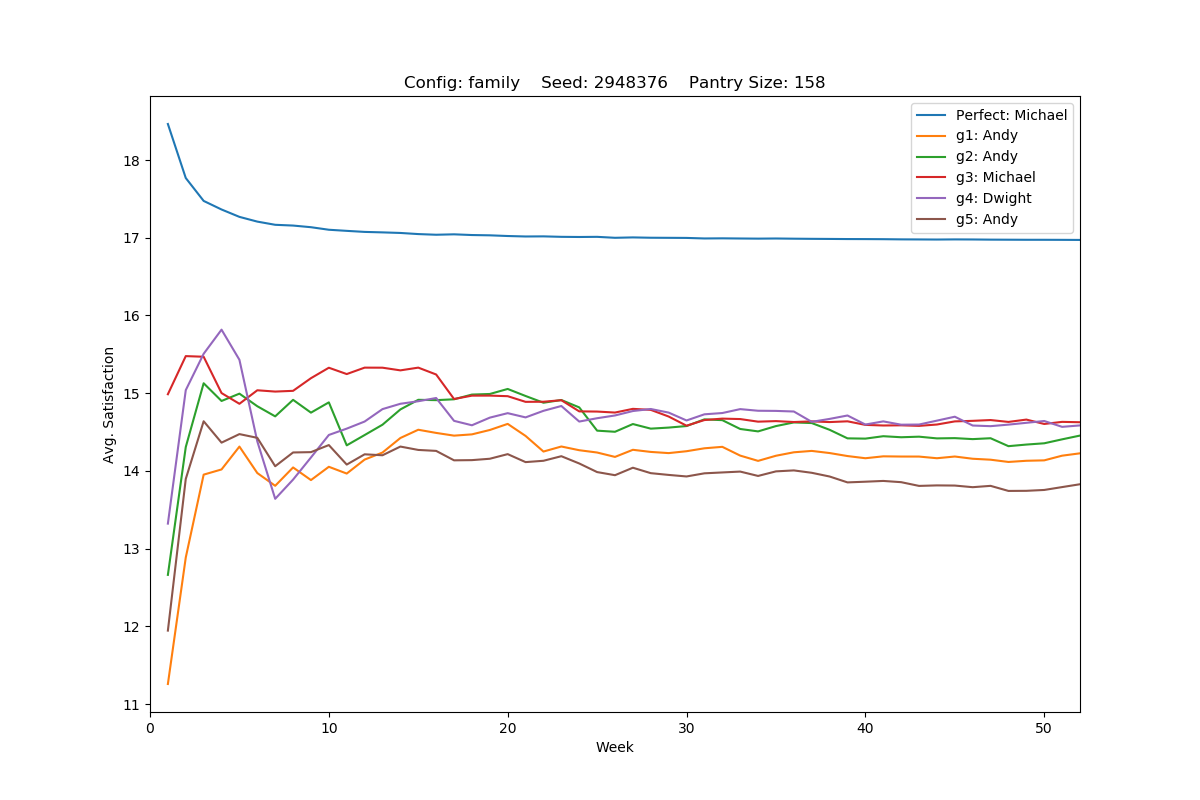 Config: family    Seed: 2948376    Pantry Size: 158
Perfect: Michael
g1: Andy
g2: Andy
g3: Michael
g4: Dwight
g5: Andy
Avg. Satisfaction
18
17
16
15
14
13
12
11
0 10 20 30 40 50
Week